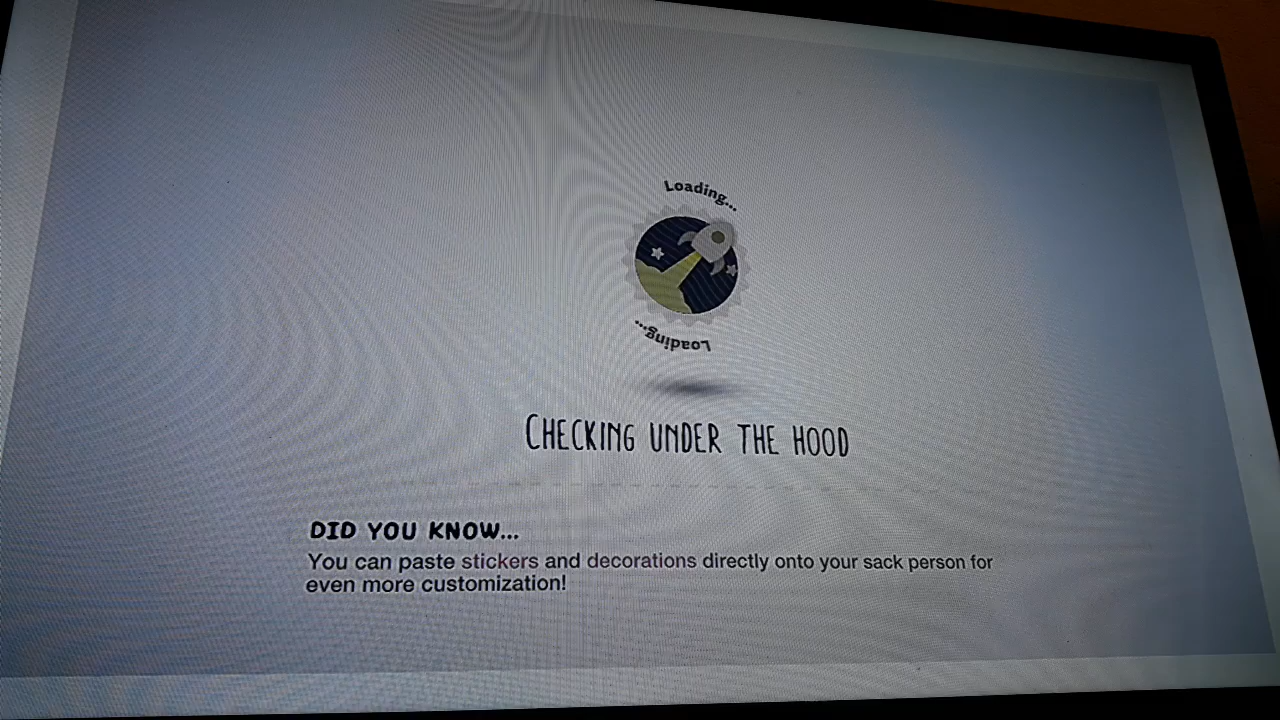 Loading...
Loading...
CHECKING UNDER THE HOOD
DID YOU KNOW...
You can paste stickers and decorations directly onto your sack person for
even more customization!